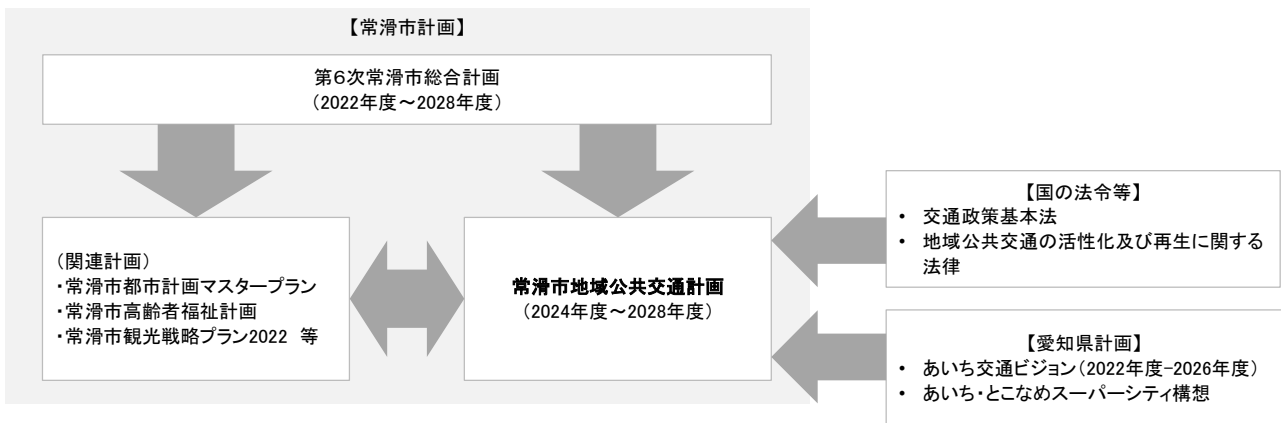 【常滑市計画】
第6次常滑市総合計画
（2022年度～2028年度）
（関連計画）
・常滑市都市計画マスタープラン
・常滑市高齢者福祉計画
・常滑市観光戦略プラン2022 等
常滑市地域公共交通計画
（2024年度～2028年度）
【国の法令等】
• 交通政策基本法
• 地域公共交通の活性化及び再生に関する
法律
【愛知県計画】
• あいち交通ビジョン（2022年度-2026年度）
• あいち・とこなめスーパーシティ構想